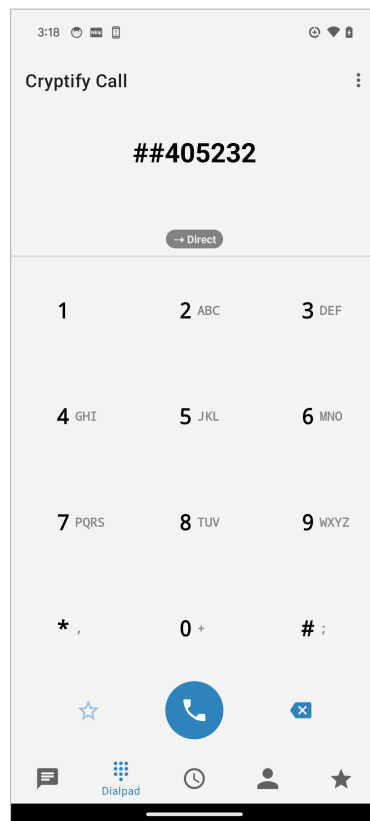 3:18 NEW
Cryptify Call
##405232
→ Direct
1 2 ABC 3 DEF
4 GHI 5 JKL 6 MNO
7 PQRS 8 TUV 9 WXYZ
* , 0 + # ;
Dialpad